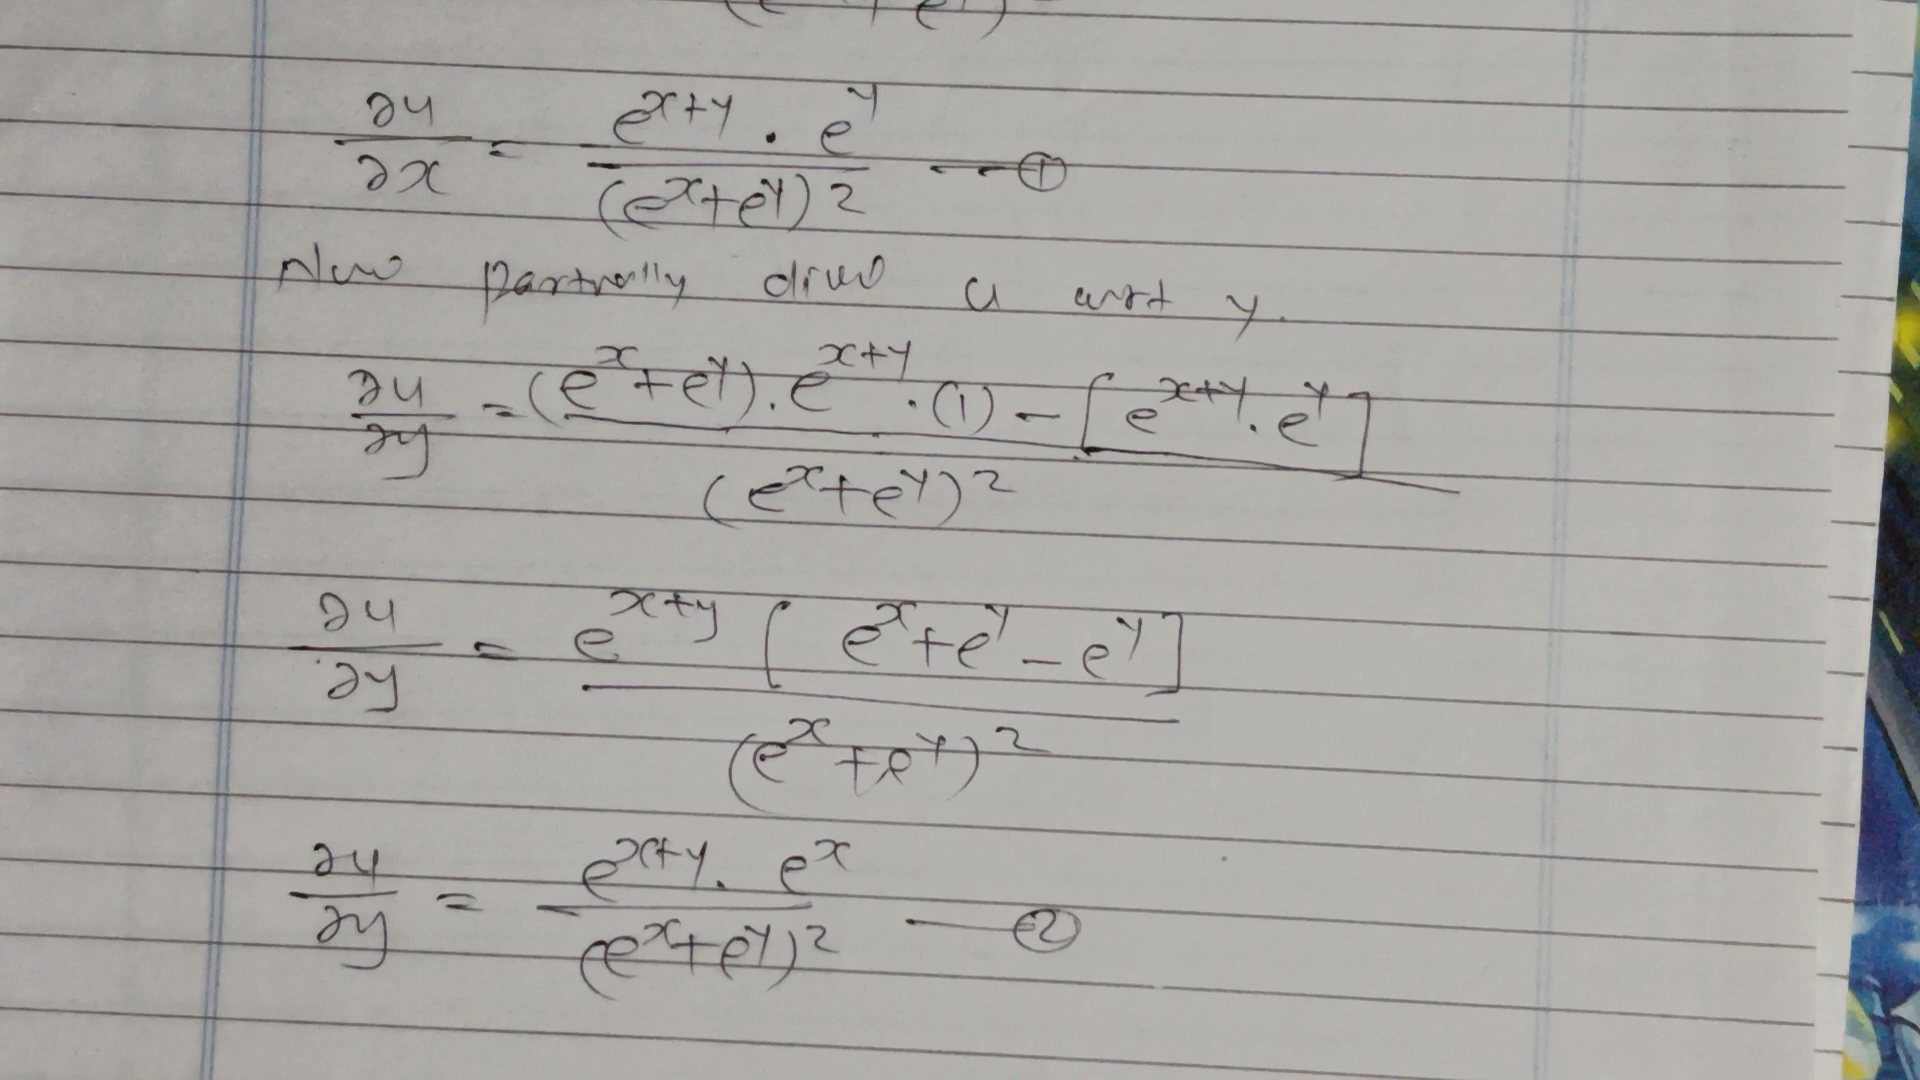 ∂u/∂x = e^{x+y} · e^y / (e^x+e^y)^2 — ①
Now partially diff u wrt y.
∂u/∂y = (e^x+e^y) · e^{x+y} · (1) - [e^{x+y} · e^y] / (e^x+e^y)^2
∂u/∂y = e^{x+y} [e^x+e^y - e^y] / (e^x+e^y)^2
∂u/∂y = e^{x+y} · e^x / (e^x+e^y)^2 — ②